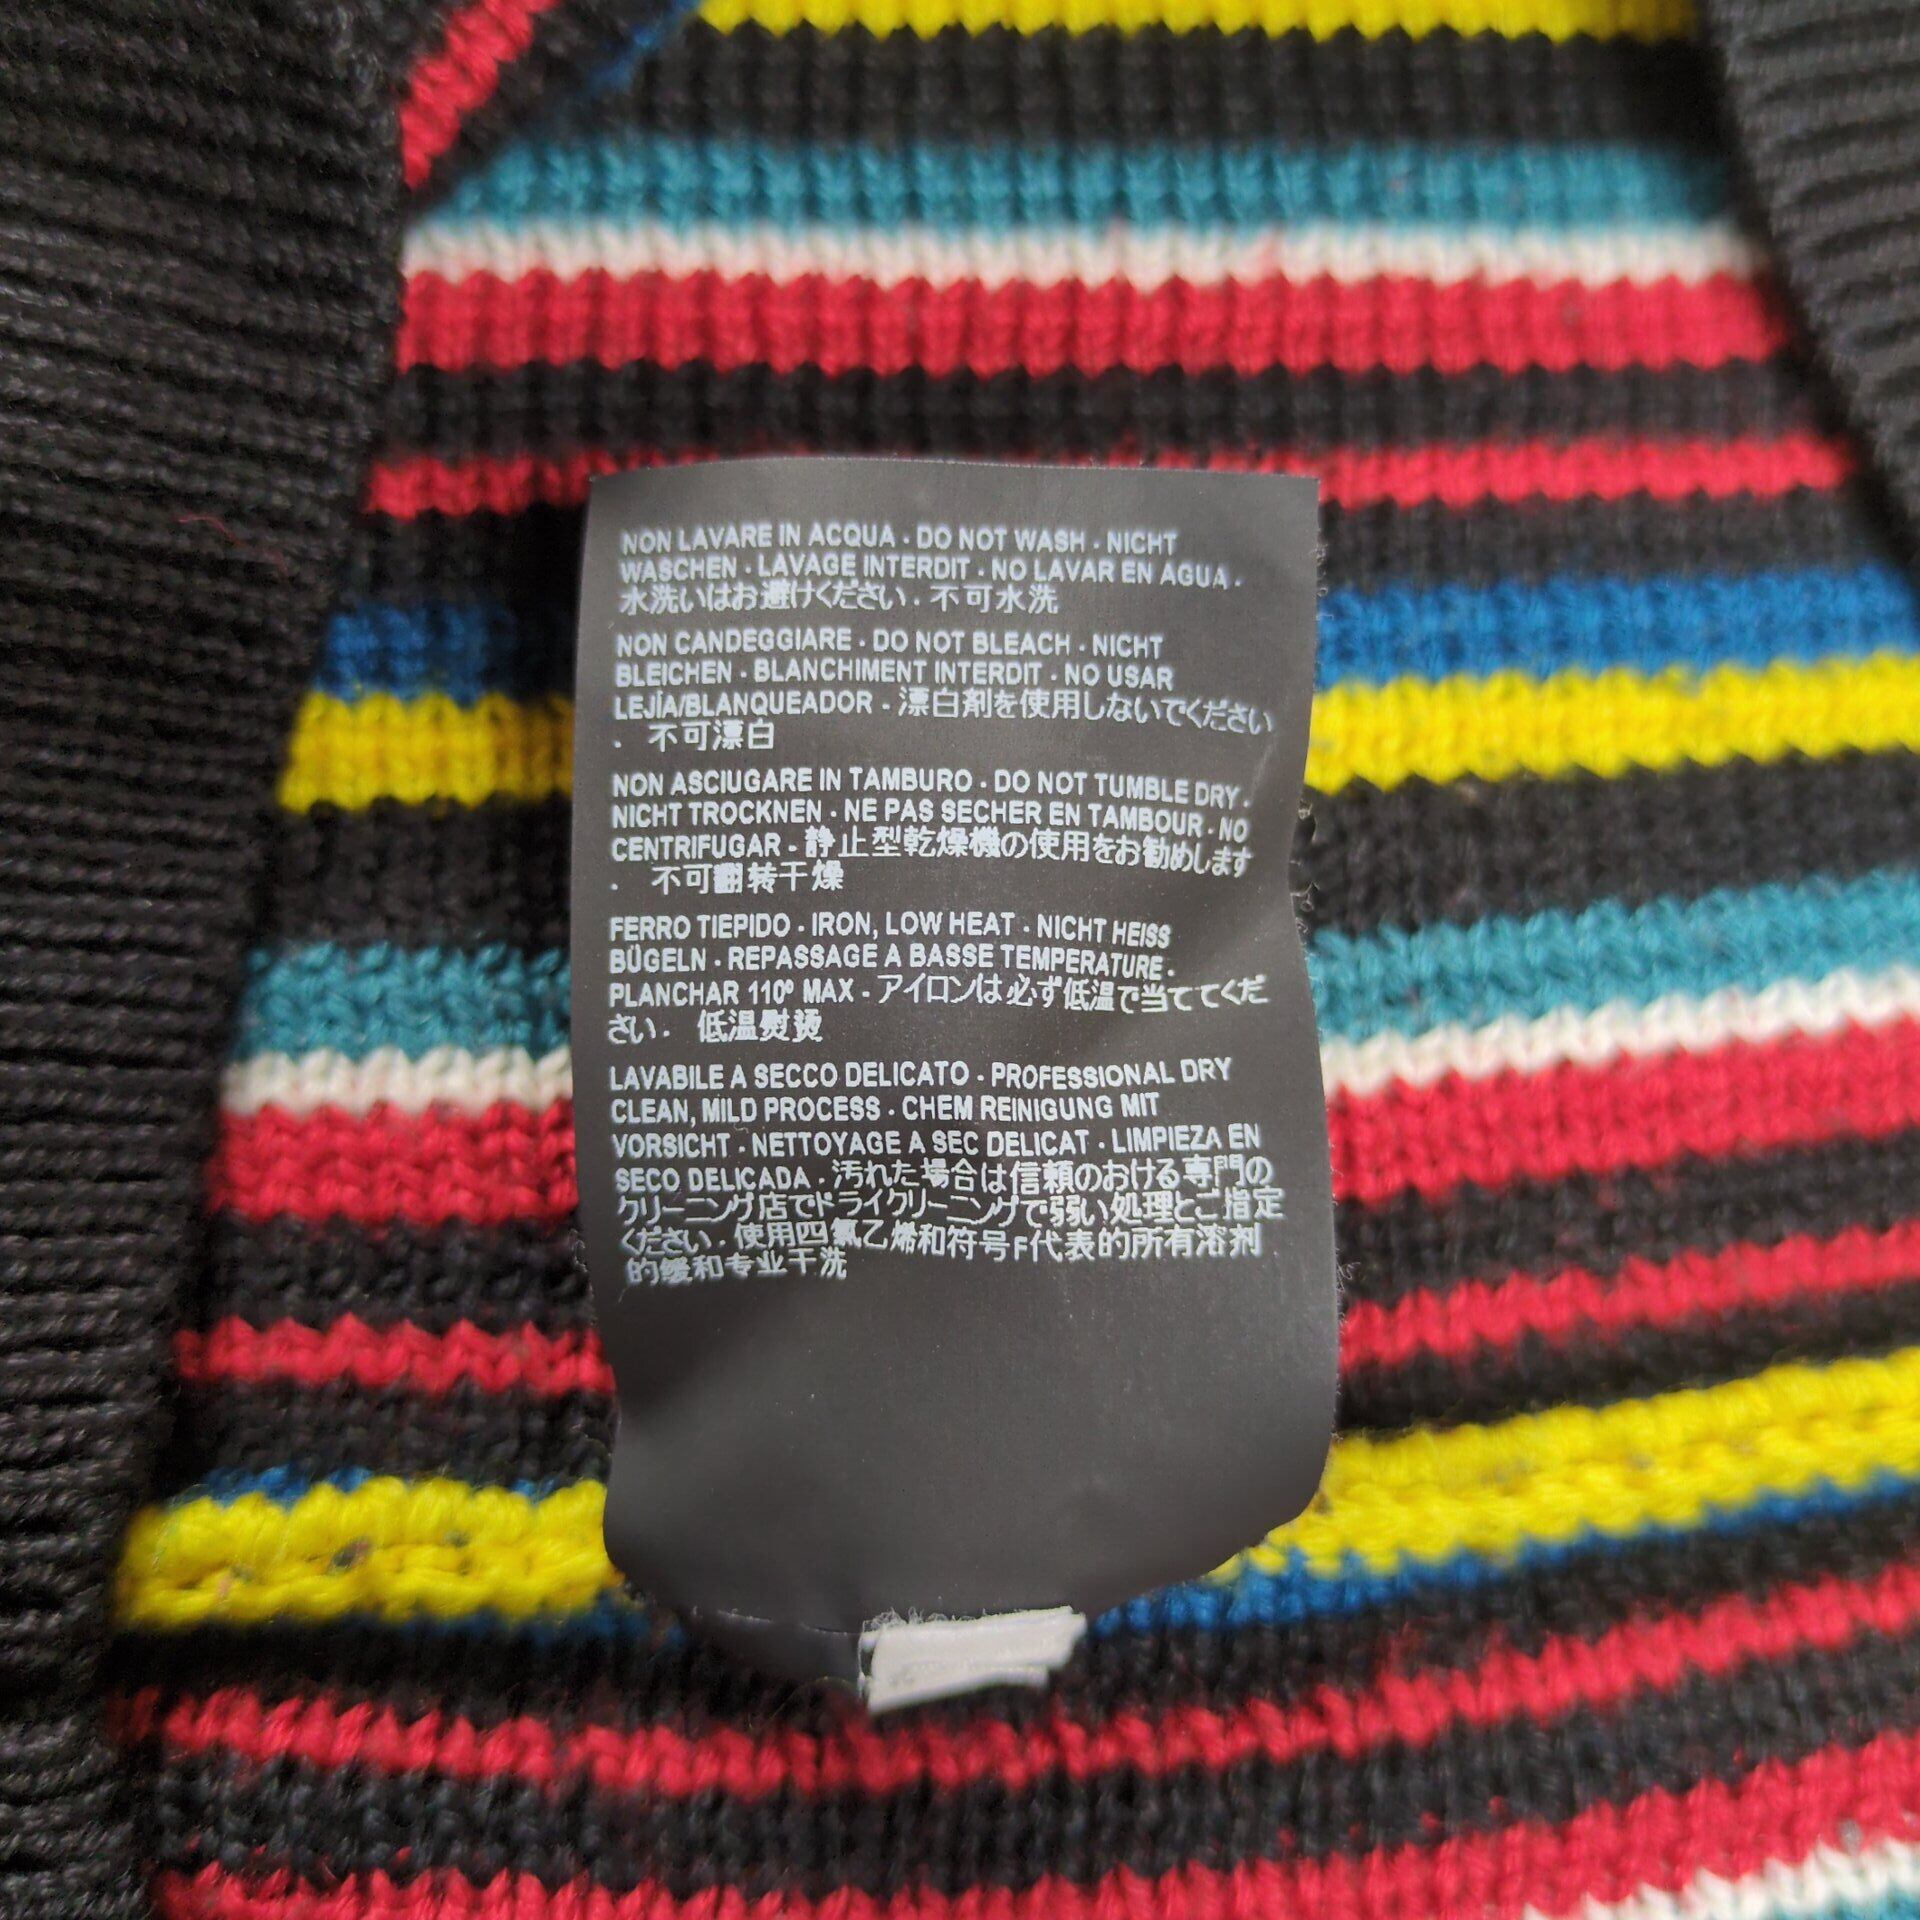 NON LAVARE IN ACQUA - DO NOT WASH - NICHT
WASCHEN - LAVAGE INTERDIT - NO LAVAR EN AGUA -
水洗いはお避けください . 不可水洗
NON CANDEGGIARE - DO NOT BLEACH - NICHT
BLEICHEN - BLANCHIMENT INTERDIT - NO USAR
LEJÍA/BLANQUEADOR - 漂白剤を使用しないでください
. 不可漂白
NON ASCIUGARE IN TAMBURO - DO NOT TUMBLE DRY -
NICHT TROCKNEN - NE PAS SECHER EN TAMBOUR - NO
CENTRIFUGAR - 静止型乾燥機の使用をお勧めします
. 不可翻转干燥
FERRO TIEPIDO - IRON, LOW HEAT - NICHT HEISS
BÜGELN - REPASSAGE A BASSE TEMPERATURE -
PLANCHAR 110º MAX - アイロンは必ず低温で当ててくだ
さい . 低温熨烫
LAVABILE A SECCO DELICATO - PROFESSIONAL DRY
CLEAN, MILD PROCESS - CHEM REINIGUNG MIT
VORSICHT - NETTOYAGE A SEC DELICAT - LIMPIEZA EN
SECO DELICADA - 汚れた場合は信頼のおける専門の
クリーニング店でドライクリーニングで弱い処理とご指定
ください . 使用四氯乙烯和符号F代表的所有溶剂
的缓和专业干洗